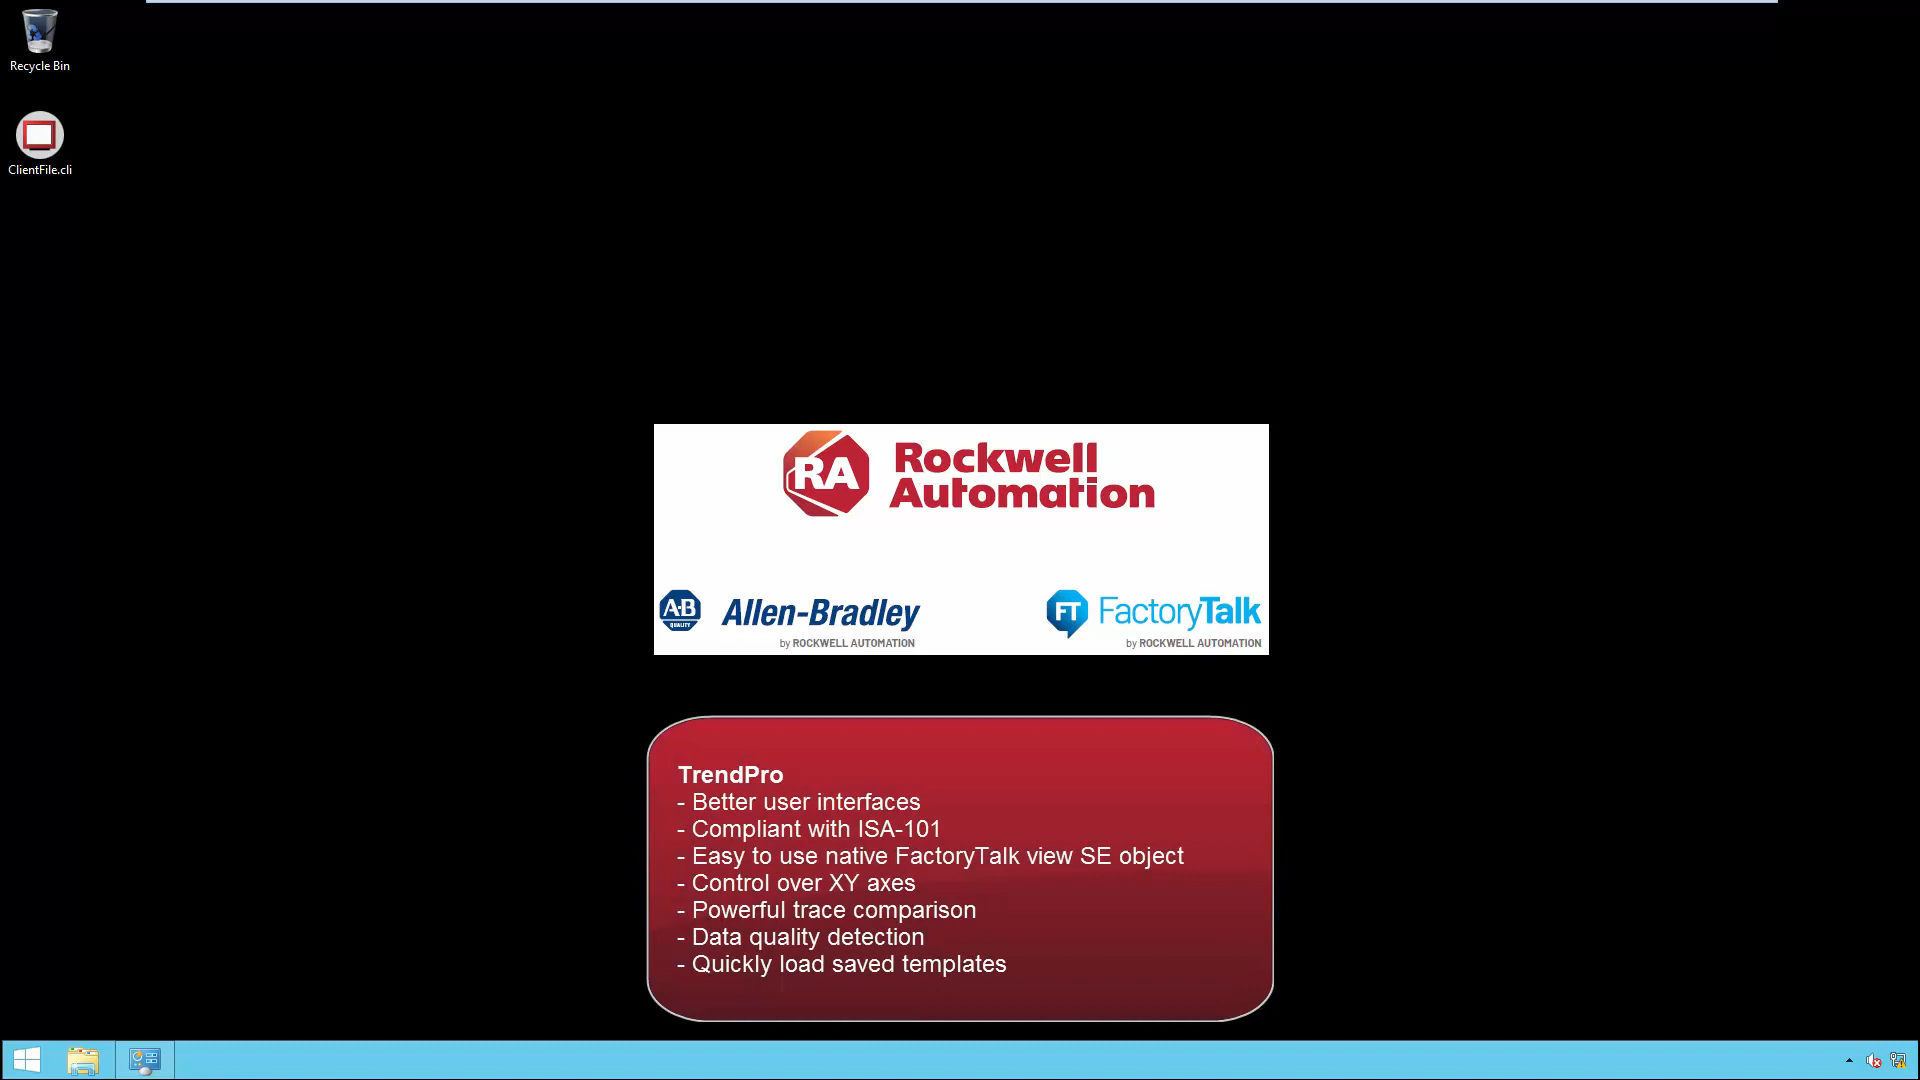 Recycle Bin
ClientFile.cli
RA
Rockwell
Automation
A-B
QUALITY
Allen-Bradley
by ROCKWELL AUTOMATION
FT
FactoryTalk
by ROCKWELL AUTOMATION
TrendPro
- Better user interfaces
- Compliant with ISA-101
- Easy to use native FactoryTalk view SE object
- Control over XY axes
- Powerful trace comparison
- Data quality detection
- Quickly load saved templates